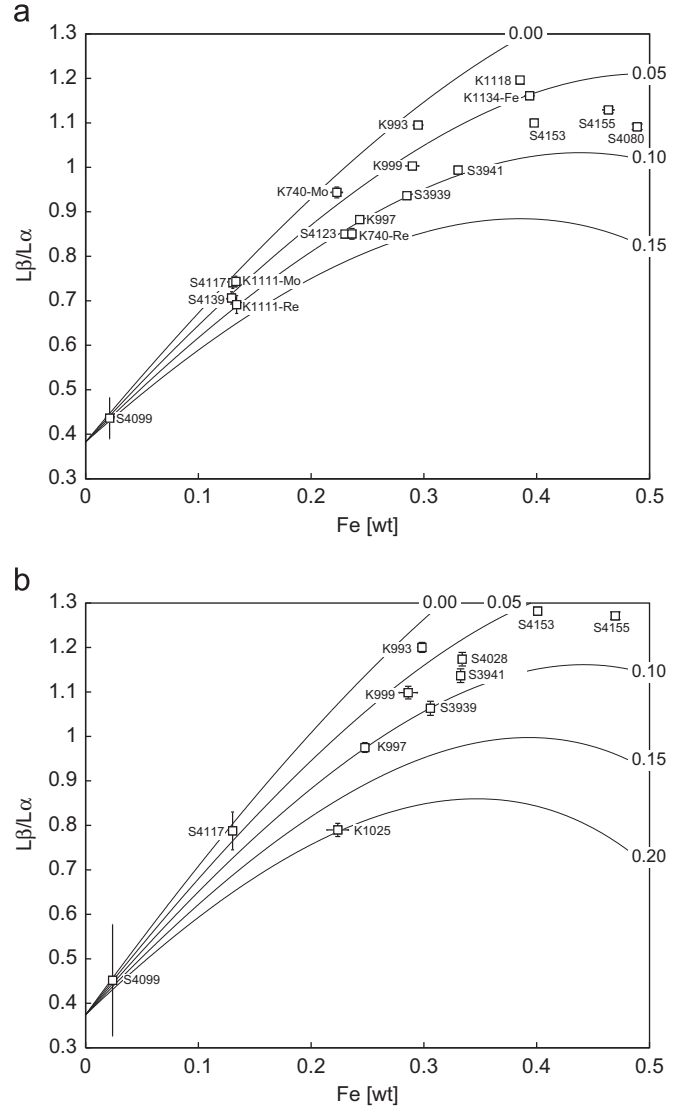 a
1.3
0.00
1.2
K1118
0.05
K1134-Fe
1.1
K993
S4153
S4155
S4080
1
K999
S3941
0.10
0.9
K740-Mo
S3939
K997
S4123
K740-Re
0.15
0.8
S4117
K1111-Mo
0.7
S4139
K1111-Re
0.6
0.5
S4099
0.4
0.3
Lβ/Lα
0 0.1 0.2 0.3 0.4 0.5
Fe [wt]
b
1.3
0.00
0.05
S4153
S4155
1.2
K993
S4028
S3941
0.10
1.1
K999
S3939
1
K997
0.15
0.9
0.8
S4117
K1025
0.20
0.7
0.6
0.5
S4099
0.4
0.3
Lβ/Lα
0 0.1 0.2 0.3 0.4 0.5
Fe [wt]